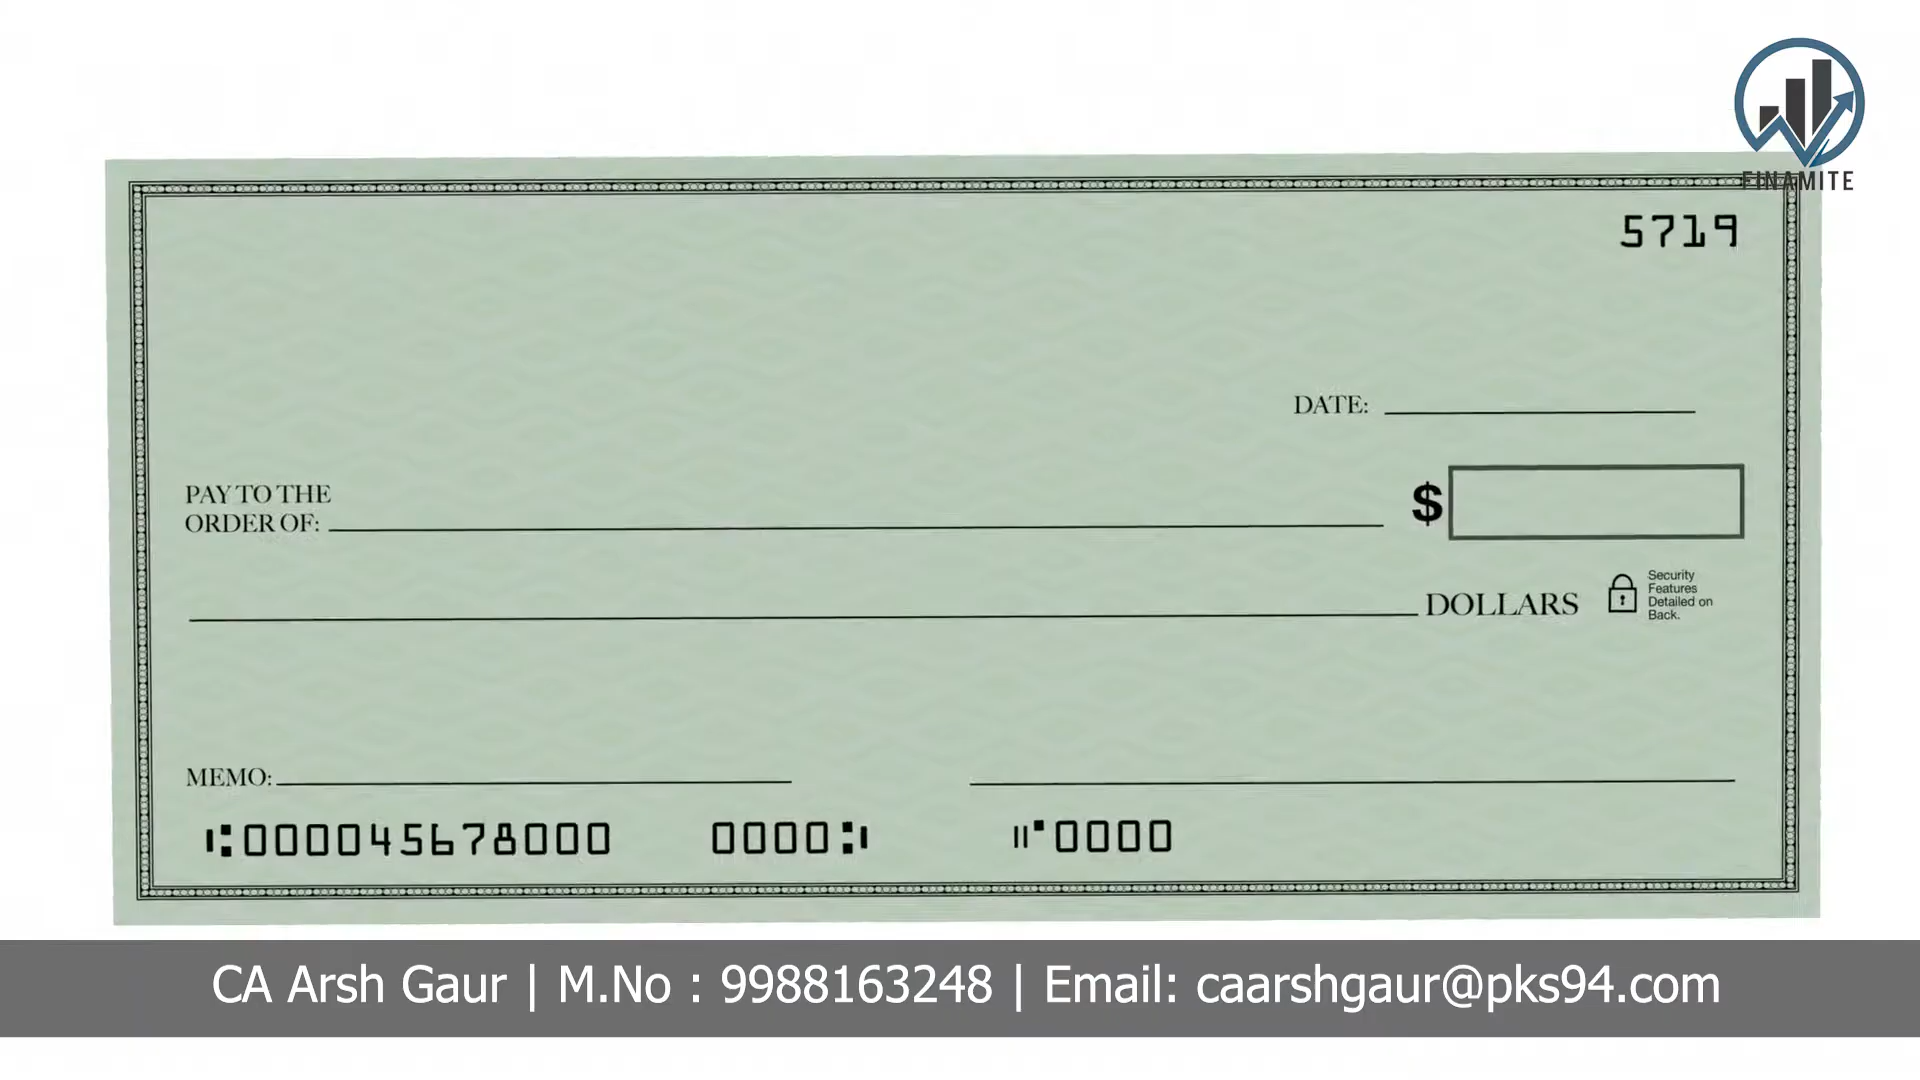 FINAMITE
5719
DATE:
PAY TO THE
ORDER OF:
$
DOLLARS
Security
Features
Detailed on
Back.
MEMO:
⑆000045678000 0000⑆ ⑈0000
CA Arsh Gaur | M.No : 9988163248 | Email: caarshgaur@pks94.com